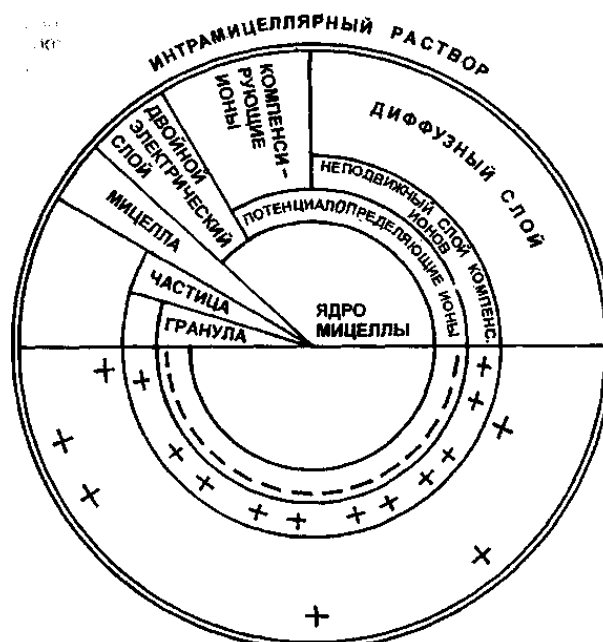 ИНТРАМИЦЕЛЛЯРНЫЙ РАСТВОР
КОМПЕНСИ-
РУЮЩИЕ
ИОНЫ
ДВОЙНОЙ
ЭЛЕКТРИЧЕСКИЙ
СЛОЙ
МИЦЕЛЛА
ЧАСТИЦА
ГРАНУЛА
ДИФФУЗНЫЙ СЛОЙ
НЕПОДВИЖНЫЙ СЛОЙ КОМПЕНС.
ИОНОВ
ПОТЕНЦИАЛОПРЕДЕЛЯЮЩИЕ ИОНЫ
ЯДРО
МИЦЕЛЛЫ